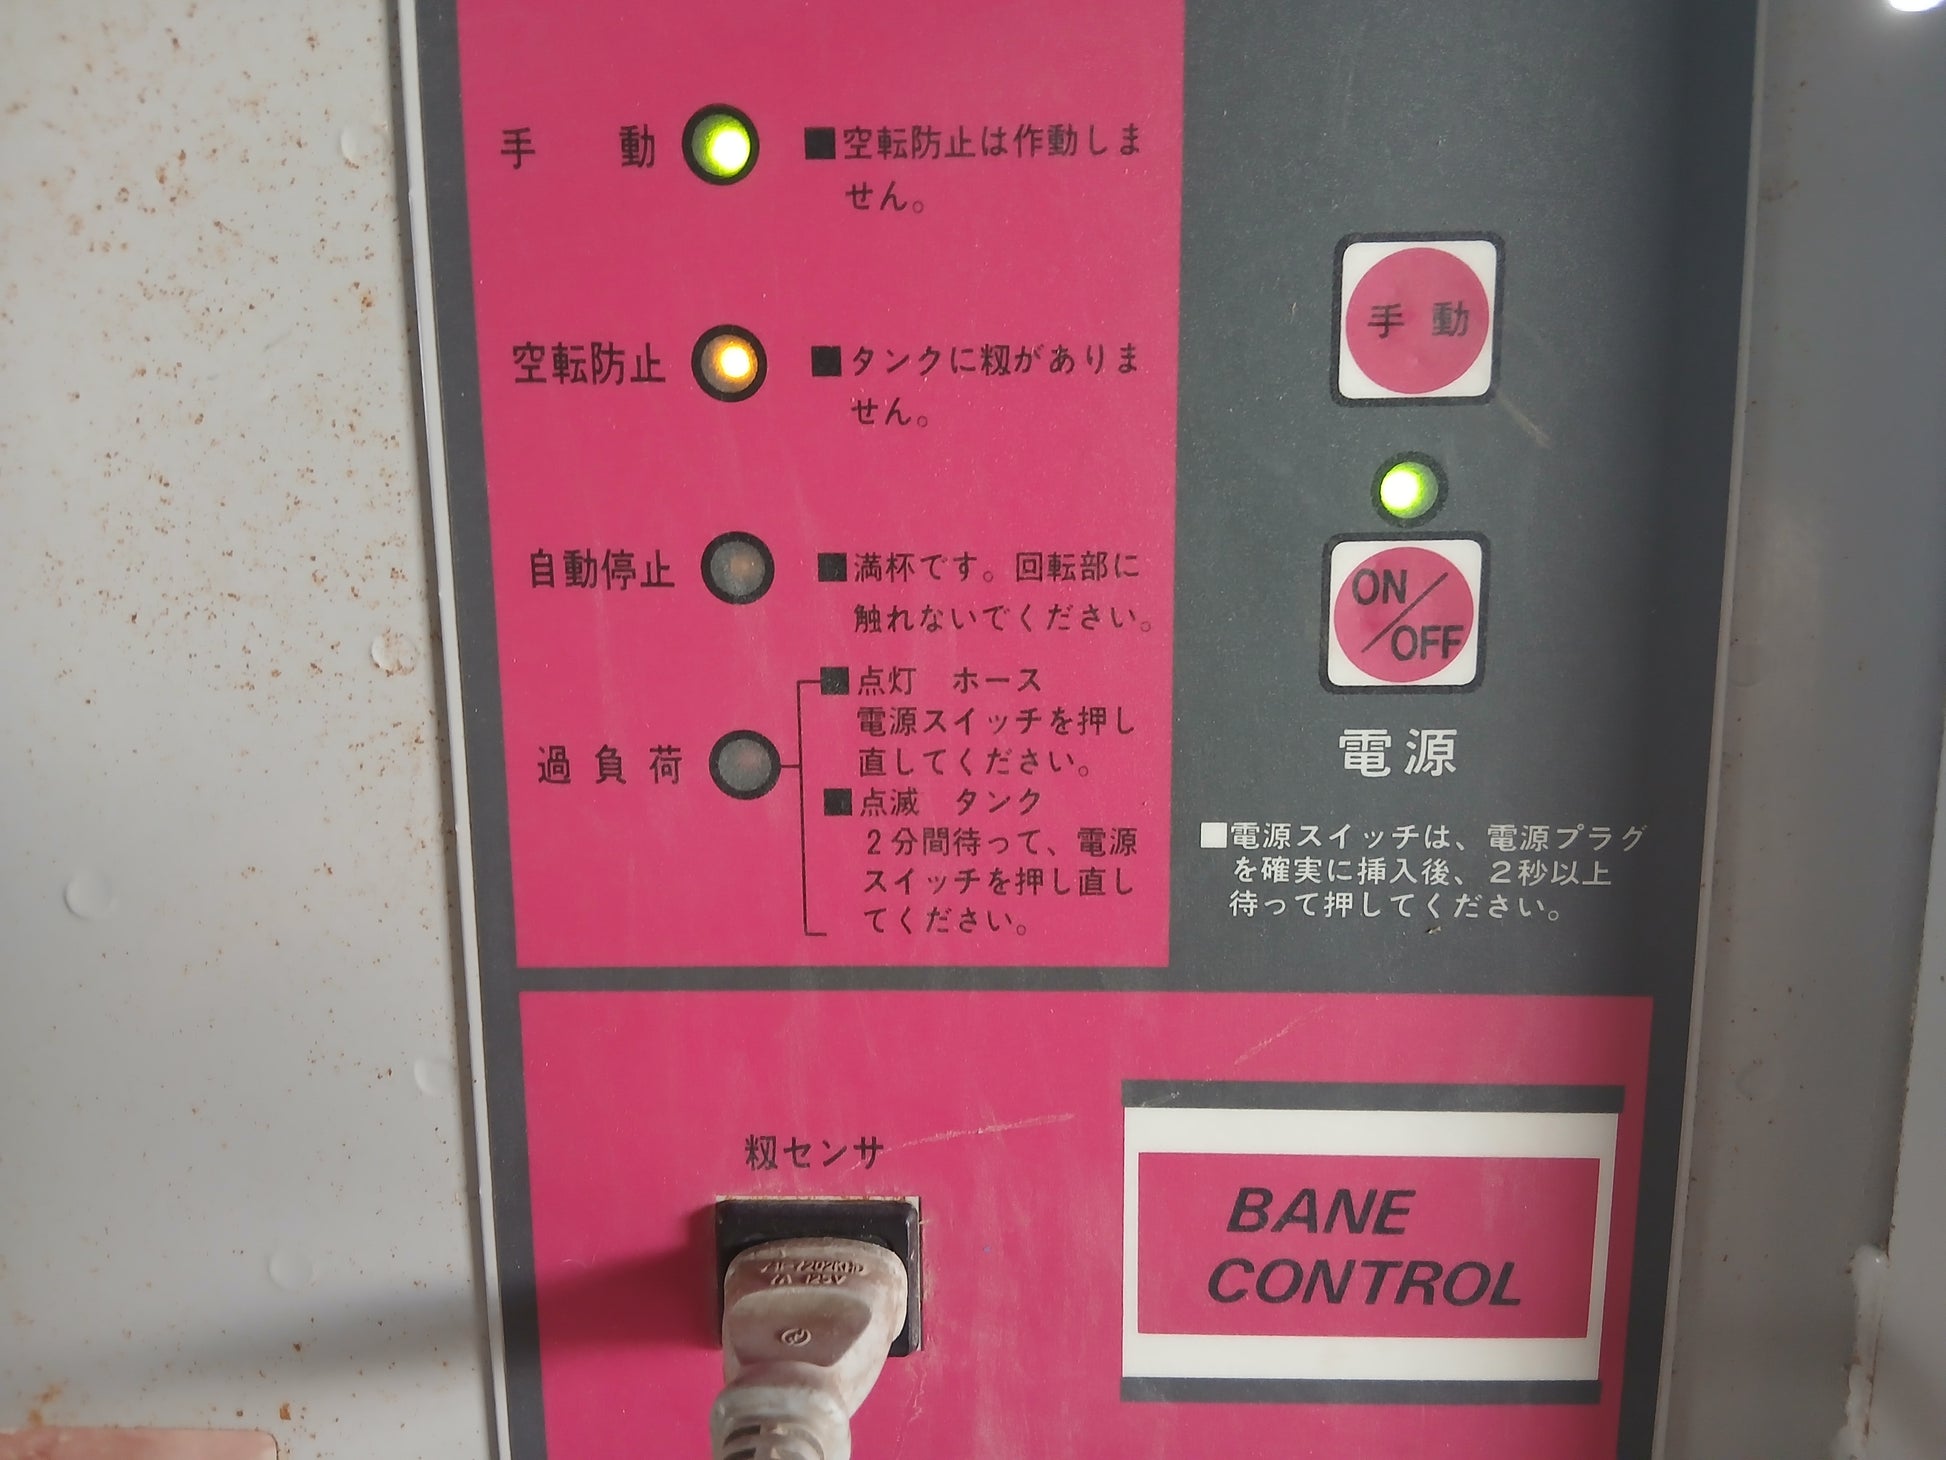 手動
■空転防止は作動しま
せん。
空転防止
■タンクに籾がありま
せん。
自動停止
■満杯です。回転部に
触れないでください。
過負荷
■点灯 ホース
電源スイッチを押し
直してください。
■点滅 タンク
2分間待って、電源
スイッチを押し直し
てください。
手動
ON/OFF
電源
■電源スイッチは、電源プラグ
を確実に挿入後、2秒以上
待って押してください。
籾センサ
7A 125V
BANE
CONTROL